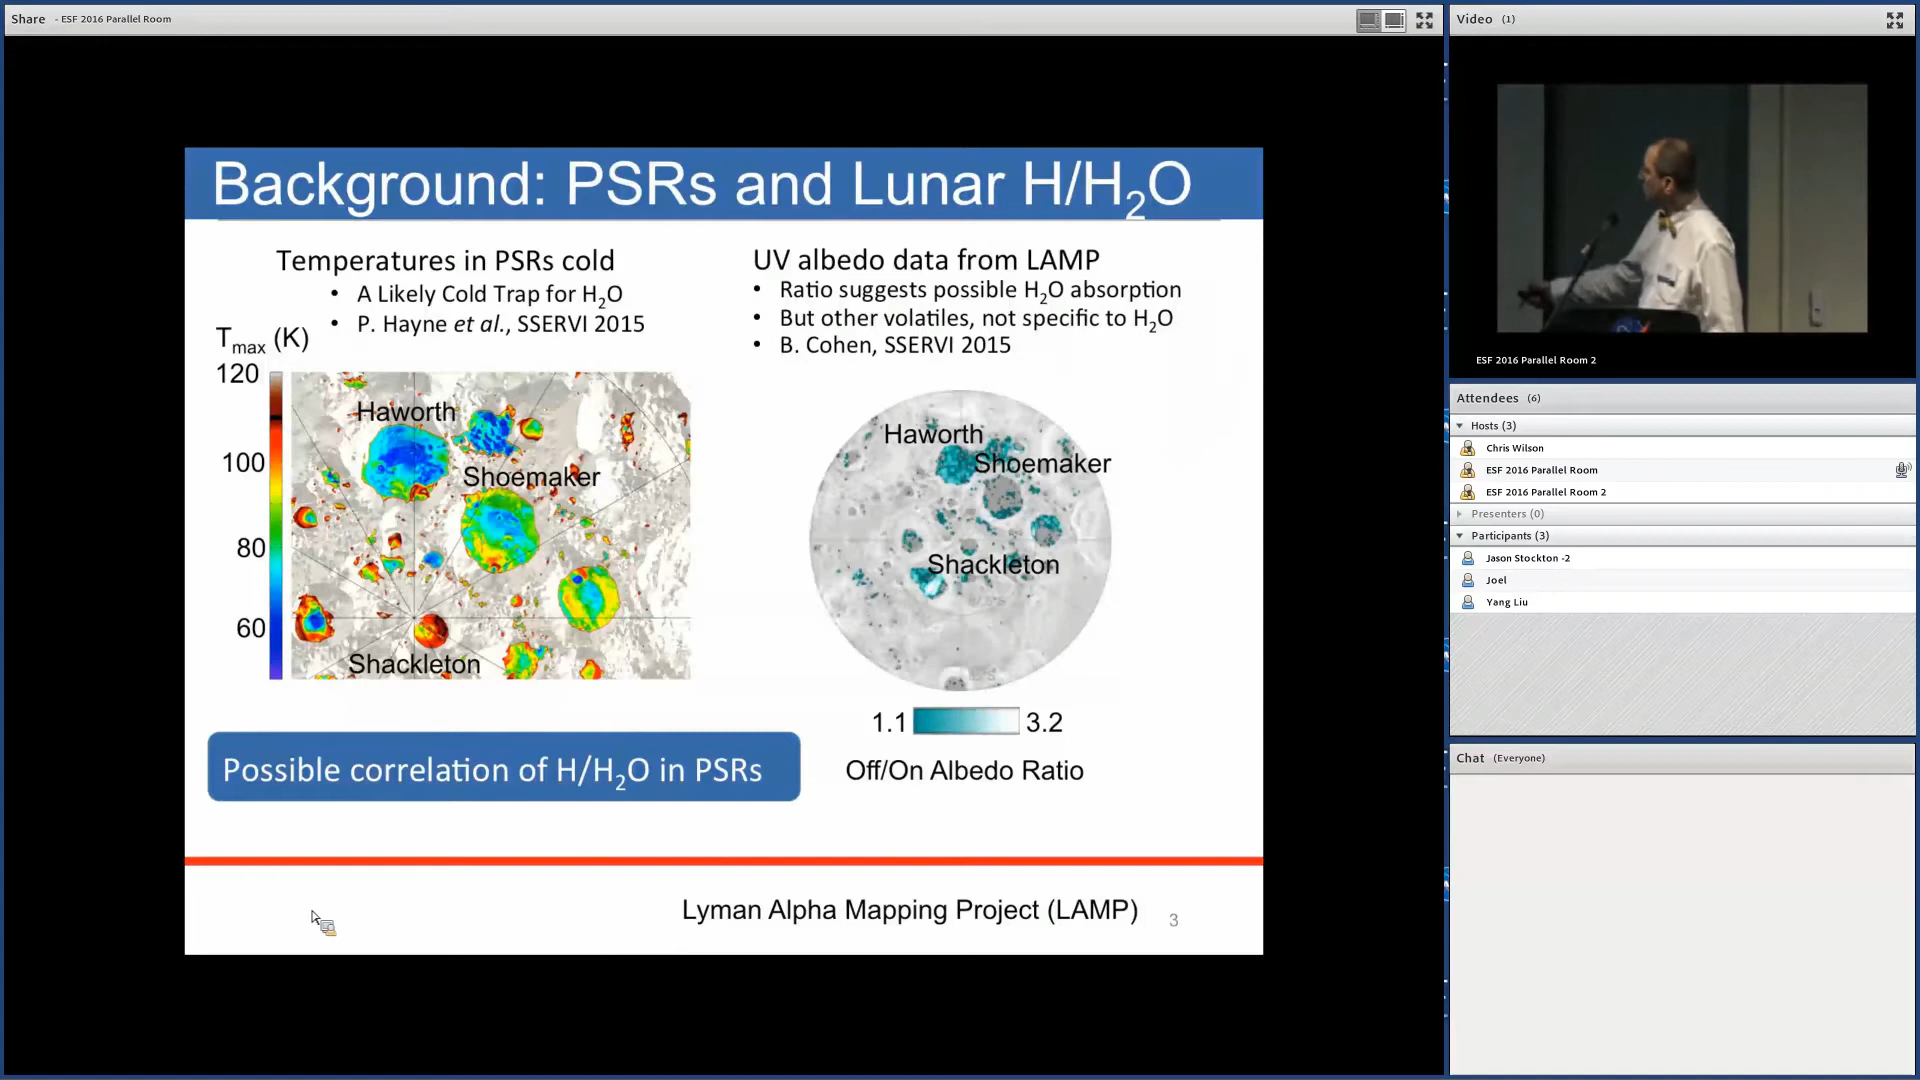 Share - ESF 2016 Parallel Room
Background: PSRs and Lunar H/H₂O
Temperatures in PSRs cold
• A Likely Cold Trap for H₂O
• P. Hayne et al., SSERVI 2015
Tmax (K)
120
100
80
60
Haworth
Shoemaker
Shackleton
Possible correlation of H/H₂O in PSRs
UV albedo data from LAMP
• Ratio suggests possible H₂O absorption
• But other volatiles, not specific to H₂O
• B. Cohen, SSERVI 2015
Haworth
Shoemaker
Shackleton
1.1 3.2
Off/On Albedo Ratio
Lyman Alpha Mapping Project (LAMP) 3
Video (1)
ESF 2016 Parallel Room 2
Attendees (6)
Hosts (3)
Chris Wilson
ESF 2016 Parallel Room
ESF 2016 Parallel Room 2
Presenters (0)
Participants (3)
Jason Stockton -2
Joel
Yang Liu
Chat (Everyone)